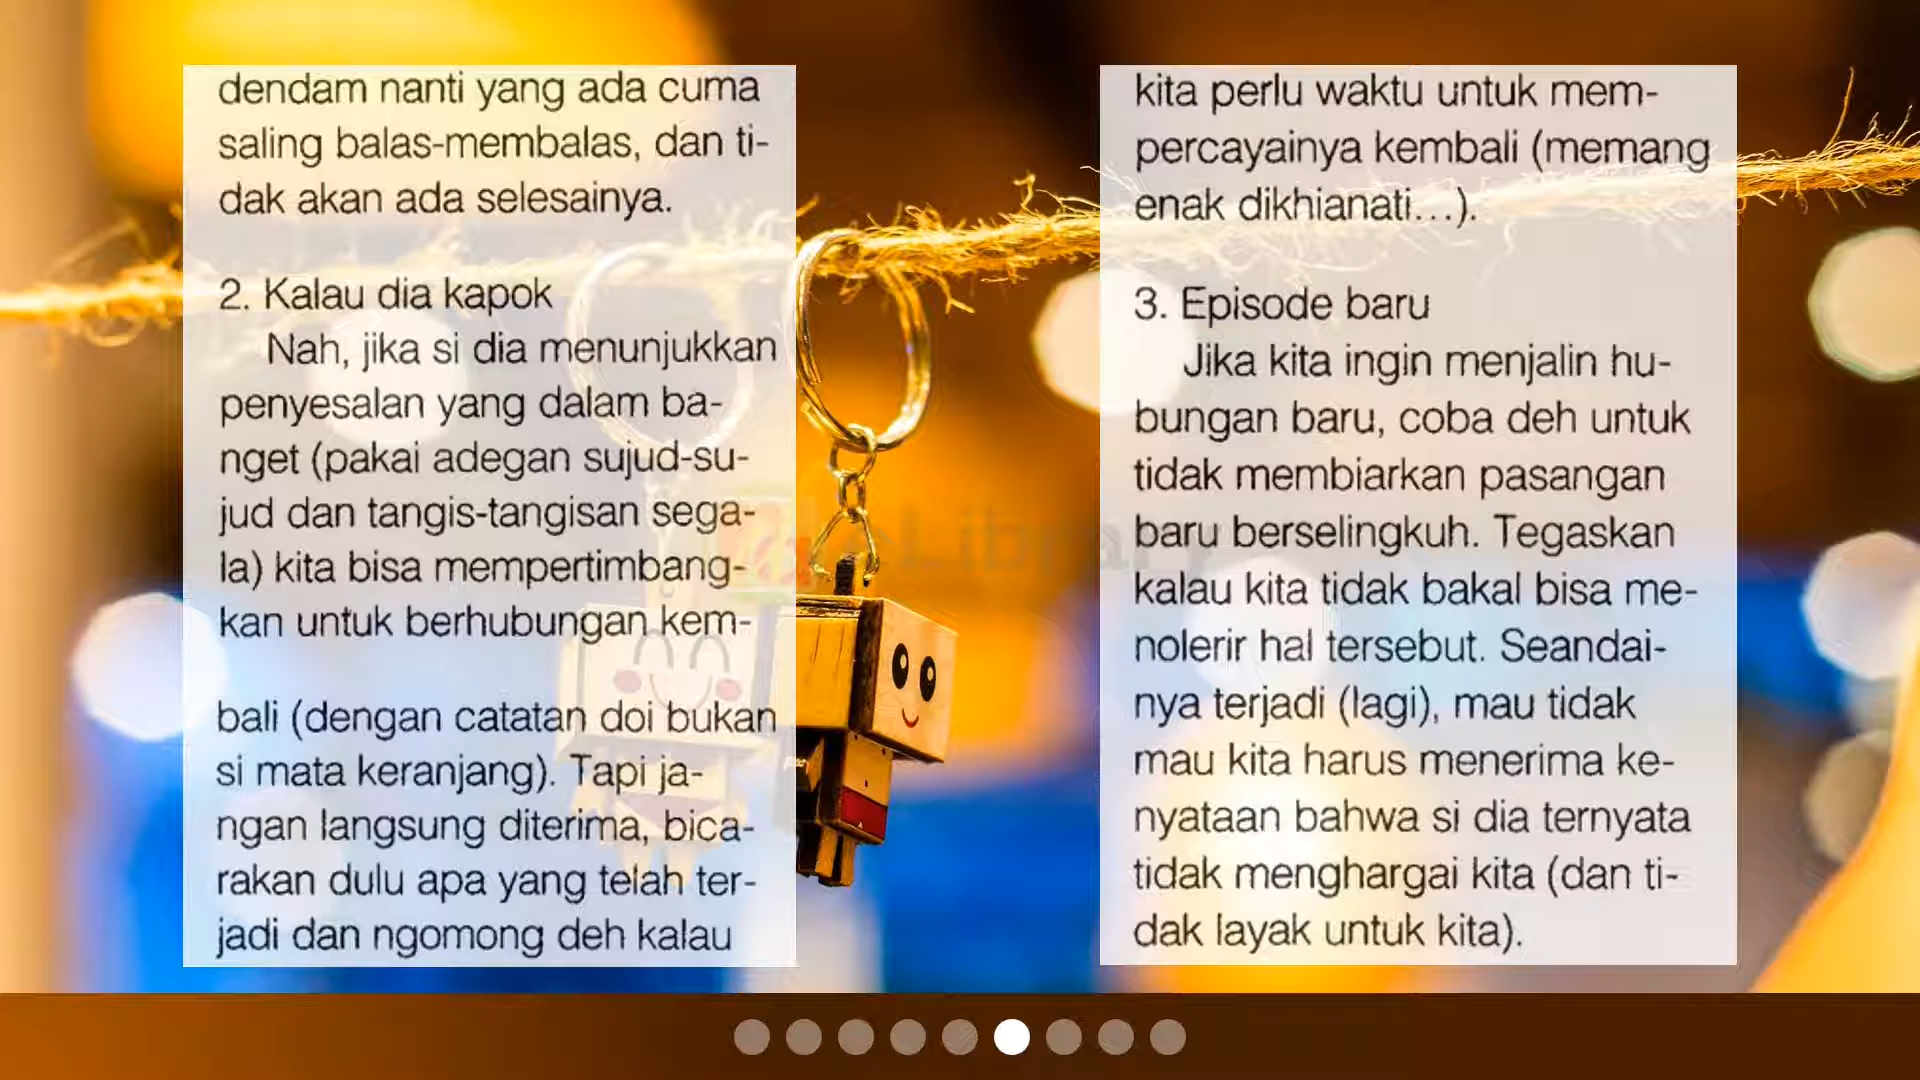 dendam nanti yang ada cuma
saling balas-membalas, dan ti-
dak akan ada selesainya.
2. Kalau dia kapok
Nah, jika si dia menunjukkan
penyesalan yang dalam ba-
nget (pakai adegan sujud-su-
jud dan tangis-tangisan sega-
la) kita bisa mempertimbang-
kan untuk berhubungan kem-
bali (dengan catatan doi bukan
si mata keranjang). Tapi ja-
ngan langsung diterima, bica-
rakan dulu apa yang telah ter-
jadi dan ngomong deh kalau
kita perlu waktu untuk mem-
percayainya kembali (memang
enak dikhianati...).
3. Episode baru
Jika kita ingin menjalin hu-
bungan baru, coba deh untuk
tidak membiarkan pasangan
baru berselingkuh. Tegaskan
kalau kita tidak bakal bisa me-
nolerir hal tersebut. Seandai-
nya terjadi (lagi), mau tidak
mau kita harus menerima ke-
nyataan bahwa si dia ternyata
tidak menghargai kita (dan ti-
dak layak untuk kita).